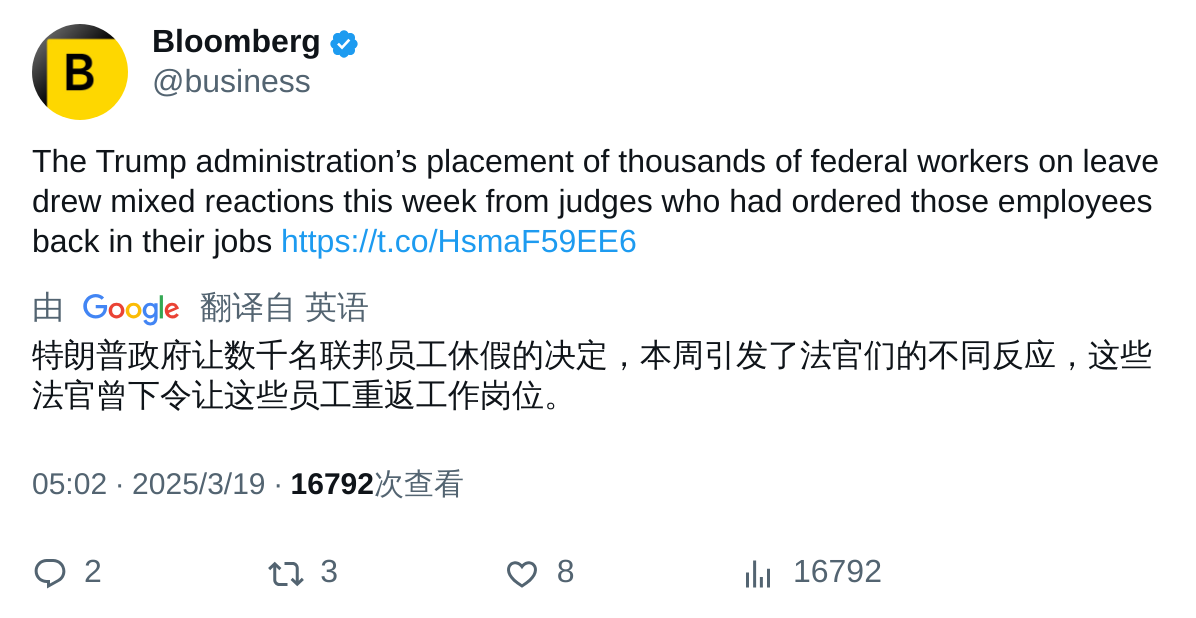 B
Bloomberg
@business
The Trump administration’s placement of thousands of federal workers on leave
drew mixed reactions this week from judges who had ordered those employees
back in their jobs https://t.co/HsmaF59EE6
由 Google 翻译自 英语
特朗普政府让数千名联邦员工休假的决定，本周引发了法官们的不同反应，这些
法官曾下令让这些员工重返工作岗位。
05:02 · 2025/3/19 · 16792次查看
2 3 8 16792